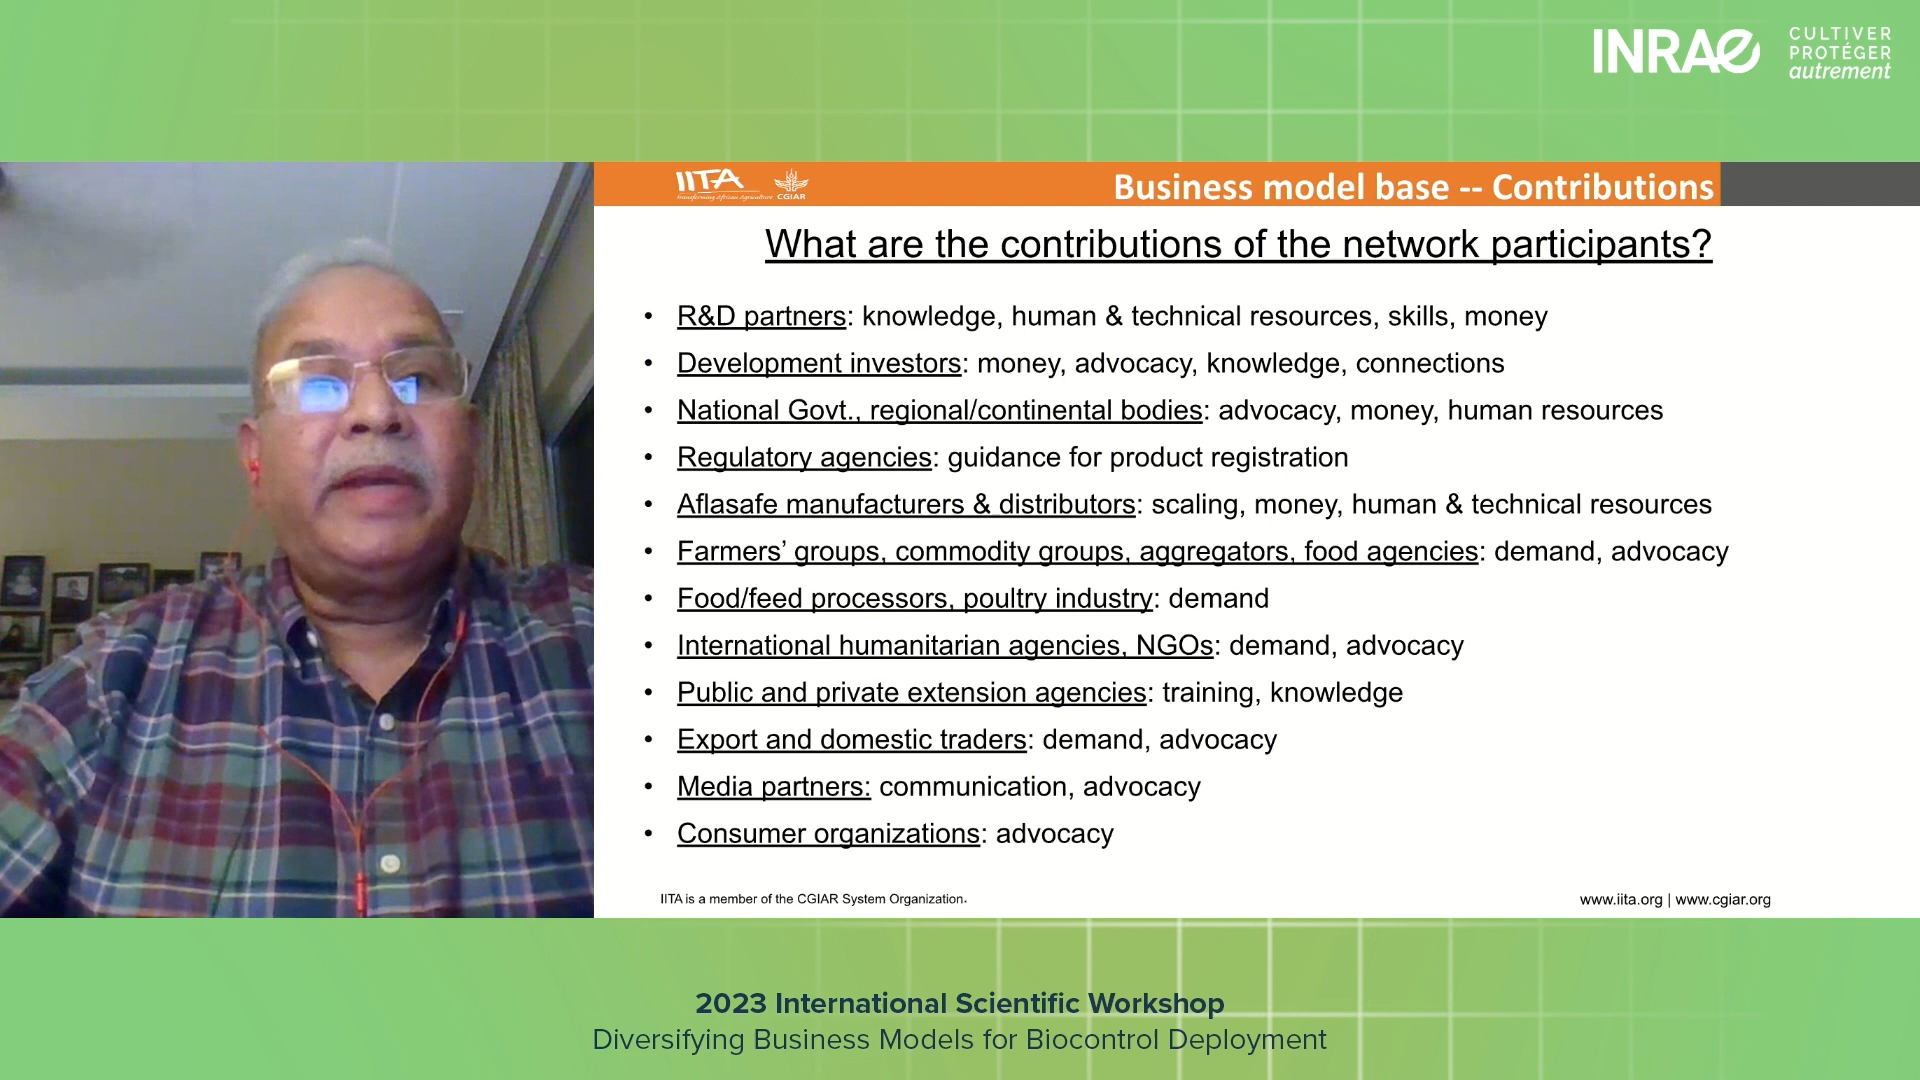 INRAE
CULTIVER
PROTÉGER
autrement
IITA
Transforming African Agriculture
CGIAR
Business model base -- Contributions
What are the contributions of the network participants?
• R&D partners: knowledge, human & technical resources, skills, money
• Development investors: money, advocacy, knowledge, connections
• National Govt., regional/continental bodies: advocacy, money, human resources
• Regulatory agencies: guidance for product registration
• Aflasafe manufacturers & distributors: scaling, money, human & technical resources
• Farmers’ groups, commodity groups, aggregators, food agencies: demand, advocacy
• Food/feed processors, poultry industry: demand
• International humanitarian agencies, NGOs: demand, advocacy
• Public and private extension agencies: training, knowledge
• Export and domestic traders: demand, advocacy
• Media partners: communication, advocacy
• Consumer organizations: advocacy
IITA is a member of the CGIAR System Organization.
www.iita.org | www.cgiar.org
2023 International Scientific Workshop
Diversifying Business Models for Biocontrol Deployment